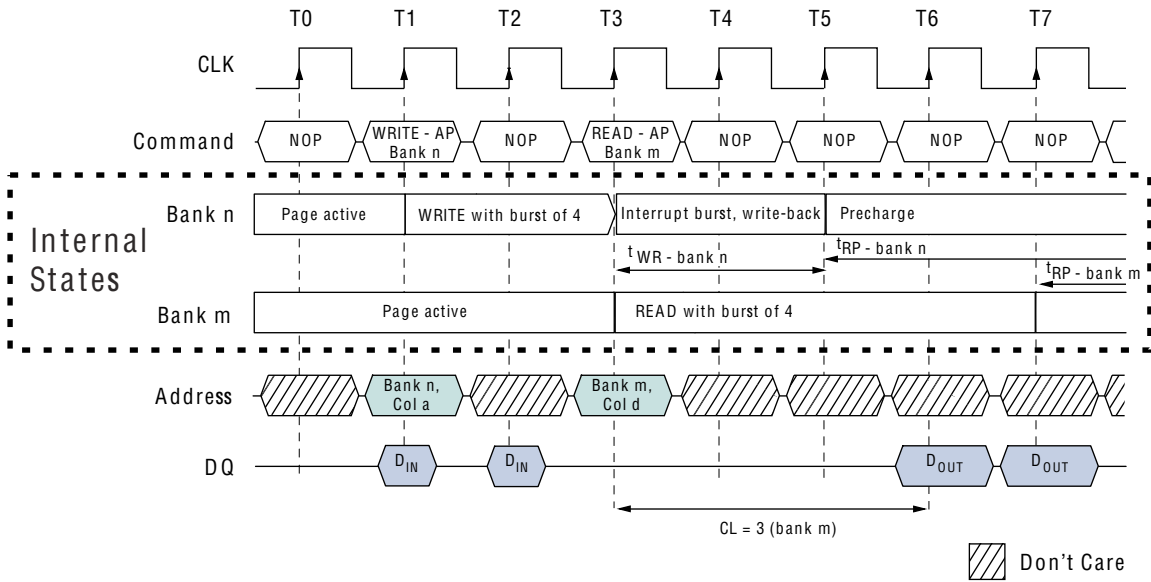 T0 T1 T2 T3 T4 T5 T6 T7
CLK
Command NOP WRITE - AP Bank n NOP READ - AP Bank m NOP NOP NOP NOP
Internal States
Bank n Page active WRITE with burst of 4 Interrupt burst, write-back Precharge
tWR - bank n tRP - bank n
tRP - bank m
Bank m Page active READ with burst of 4
Address Bank n, Col a Bank m, Col d
DQ DIN DIN DOUT DOUT
CL = 3 (bank m)
Don't Care